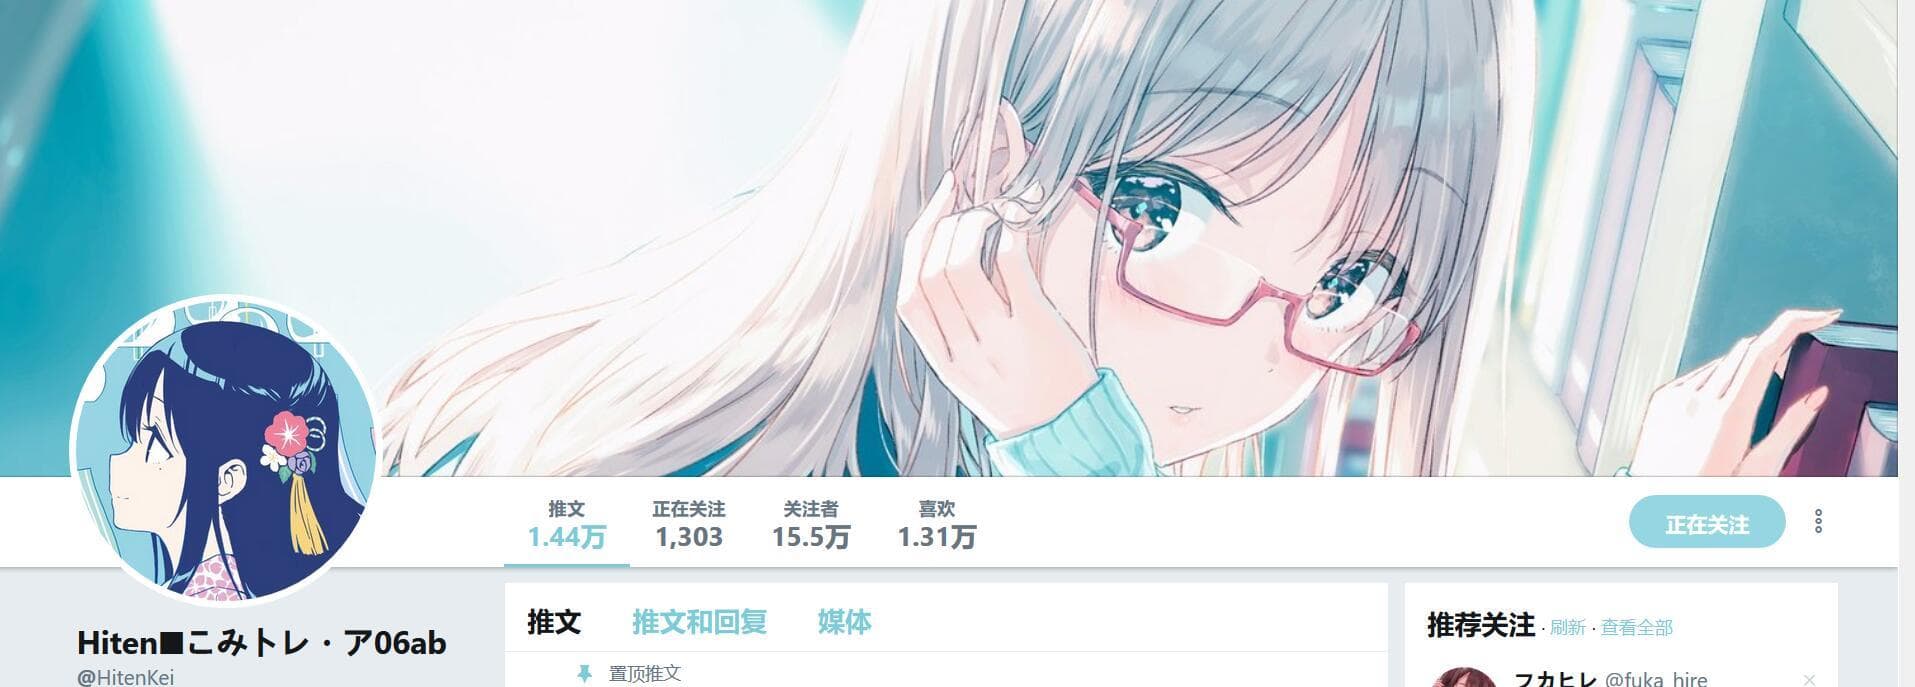 推文 正在关注 关注者 喜欢
1.44万 1,303 15.5万 1.31万
正在关注
Hiten■こみトレ・ア06ab
@HitenKei
推文 推文和回复 媒体
置顶推文
推荐关注 · 刷新 · 查看全部
フカヒレ @fuka_hire